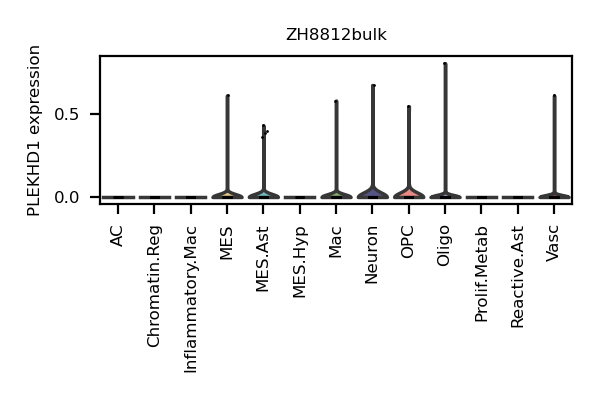 ZH8812bulk
PLEKHD1 expression
0.5
0.0
AC
Chromatin.Reg
Inflammatory.Mac
MES
MES.Ast
MES.Hyp
Mac
Neuron
OPC
Oligo
Prolif.Metab
Reactive.Ast
Vasc